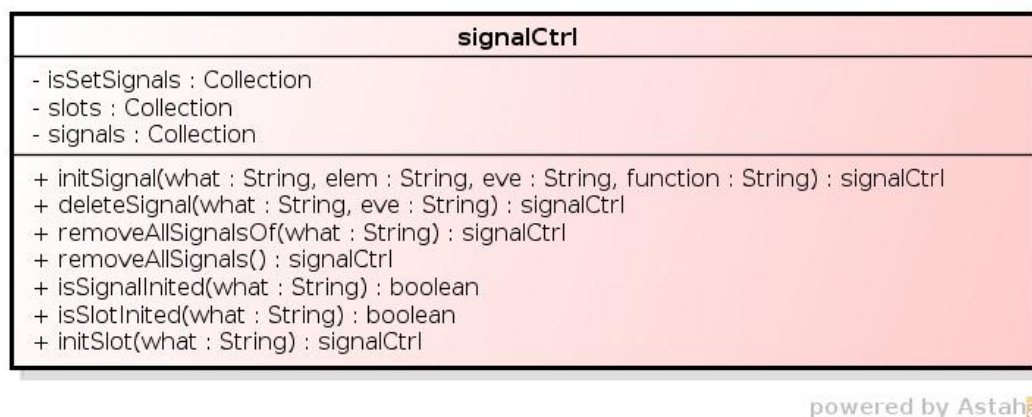 signalCtrl
- isSetSignals : Collection
- slots : Collection
- signals : Collection
+ initSignal(what : String, elem : String, eve : String, function : String) : signalCtrl
+ deleteSignal(what : String, eve : String) : signalCtrl
+ removeAllSignalsOf(what : String) : signalCtrl
+ removeAllSignals() : signalCtrl
+ isSignalInited(what : String) : boolean
+ isSlotInited(what : String) : boolean
+ initSlot(what : String) : signalCtrl
powered by Astah